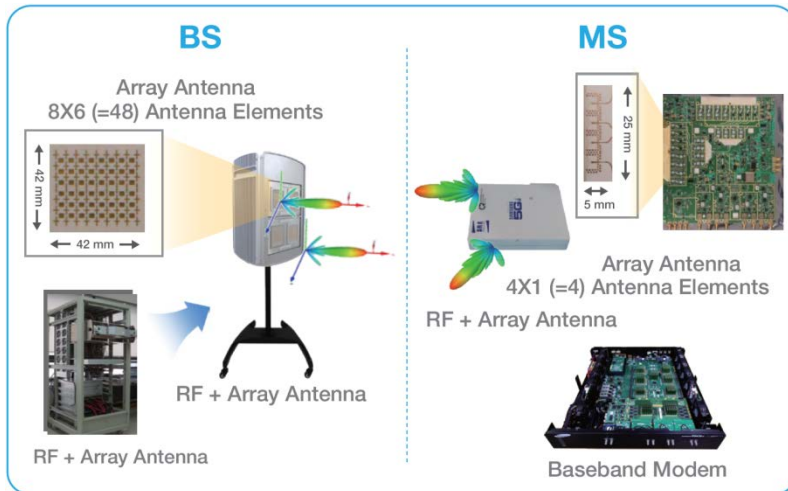 BS
Array Antenna
8X6 (=48) Antenna Elements
42 mm
42 mm
RF + Array Antenna
RF + Array Antenna
MS
25 mm
5 mm
5G
Array Antenna
4X1 (=4) Antenna Elements
RF + Array Antenna
Baseband Modem